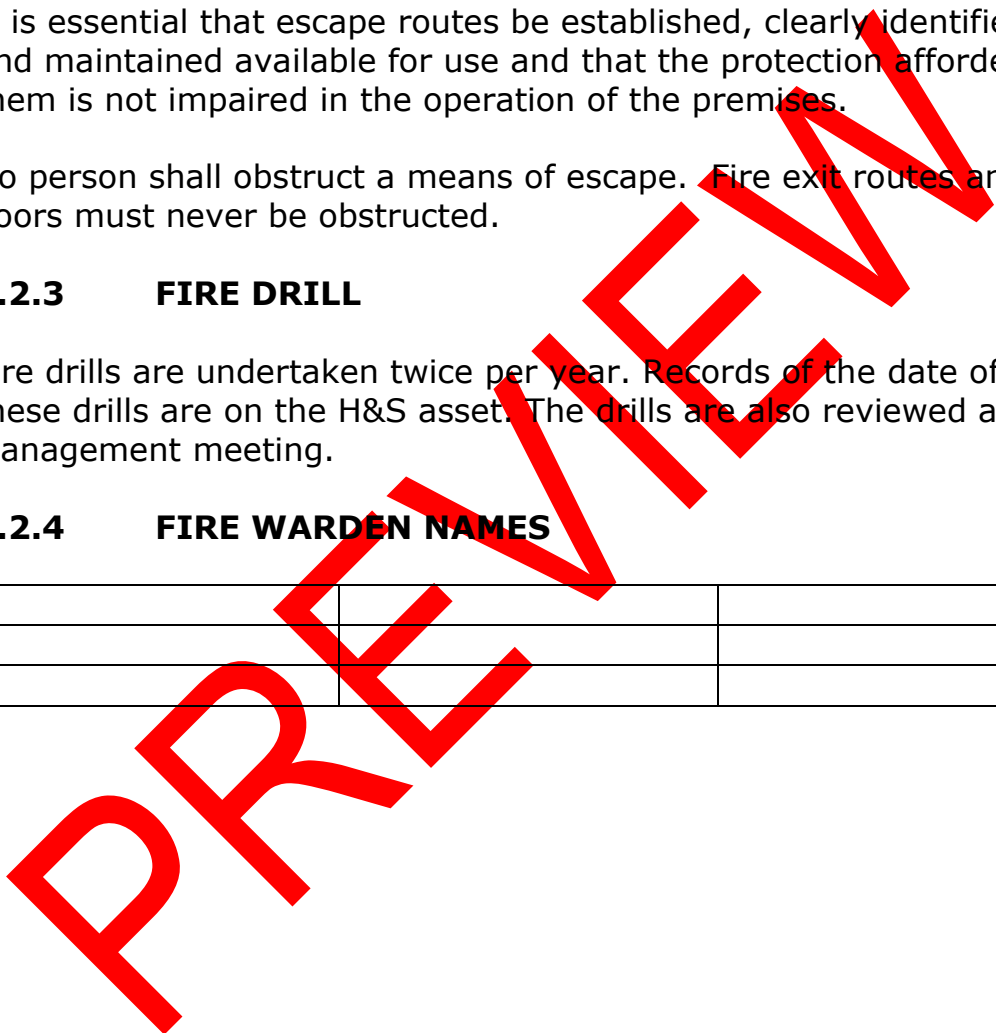 is essential that escape routes be established, clearly identifie
nd maintained available for use and that the protection afforde
hem is not impaired in the operation of the premises.
o person shall obstruct a means of escape. Fire exit routes an
oors must never be obstructed.
.2.3 FIRE DRILL
re drills are undertaken twice per year. Records of the date of
hese drills are on the H&S asset. The drills are also reviewed a
anagement meeting.
.2.4 FIRE WARDEN NAMES
PREVIEW